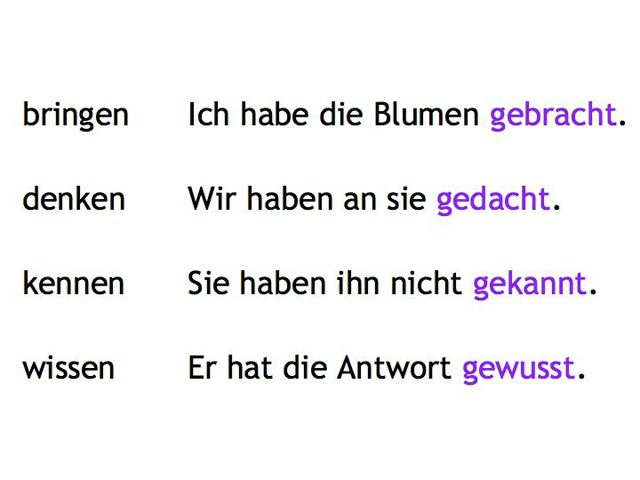 bringen Ich habe die Blumen gebracht.
denken Wir haben an sie gedacht.
kennen Sie haben ihn nicht gekannt.
wissen Er hat die Antwort gewusst.